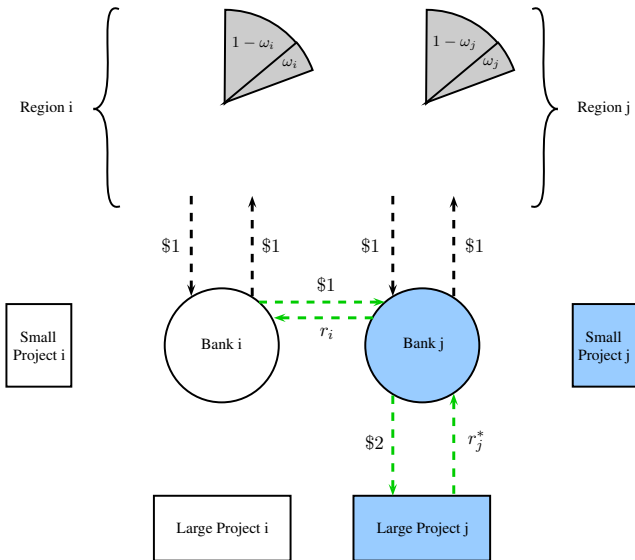 1 − ω_i
1 − ω_j
ω_i
ω_j
Region i
Region j
$1
$1
$1
$1
$1
r_i
Small
Project i
Bank i
Bank j
Small
Project j
$2
r_j^*
Large Project i
Large Project j